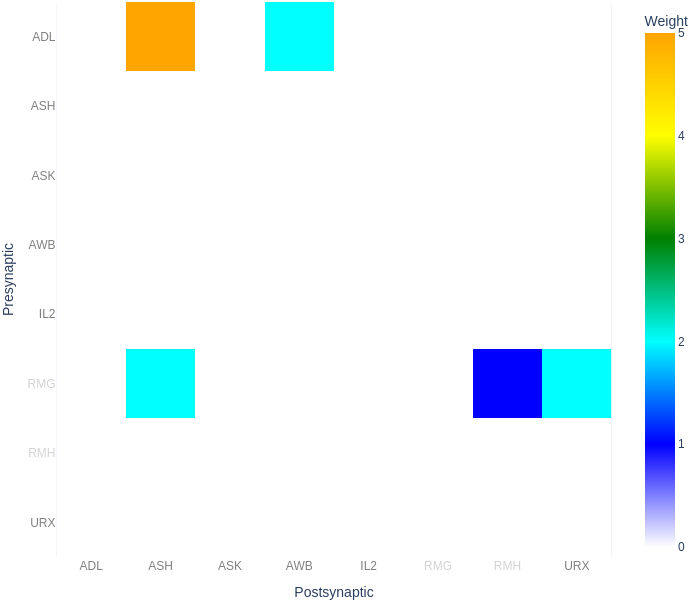 Weight
5
4
3
2
1
0
Presynaptic
ADL
ASH
ASK
AWB
IL2
RMG
RMH
URX
ADL ASH ASK AWB IL2 RMG RMH URX
Postsynaptic